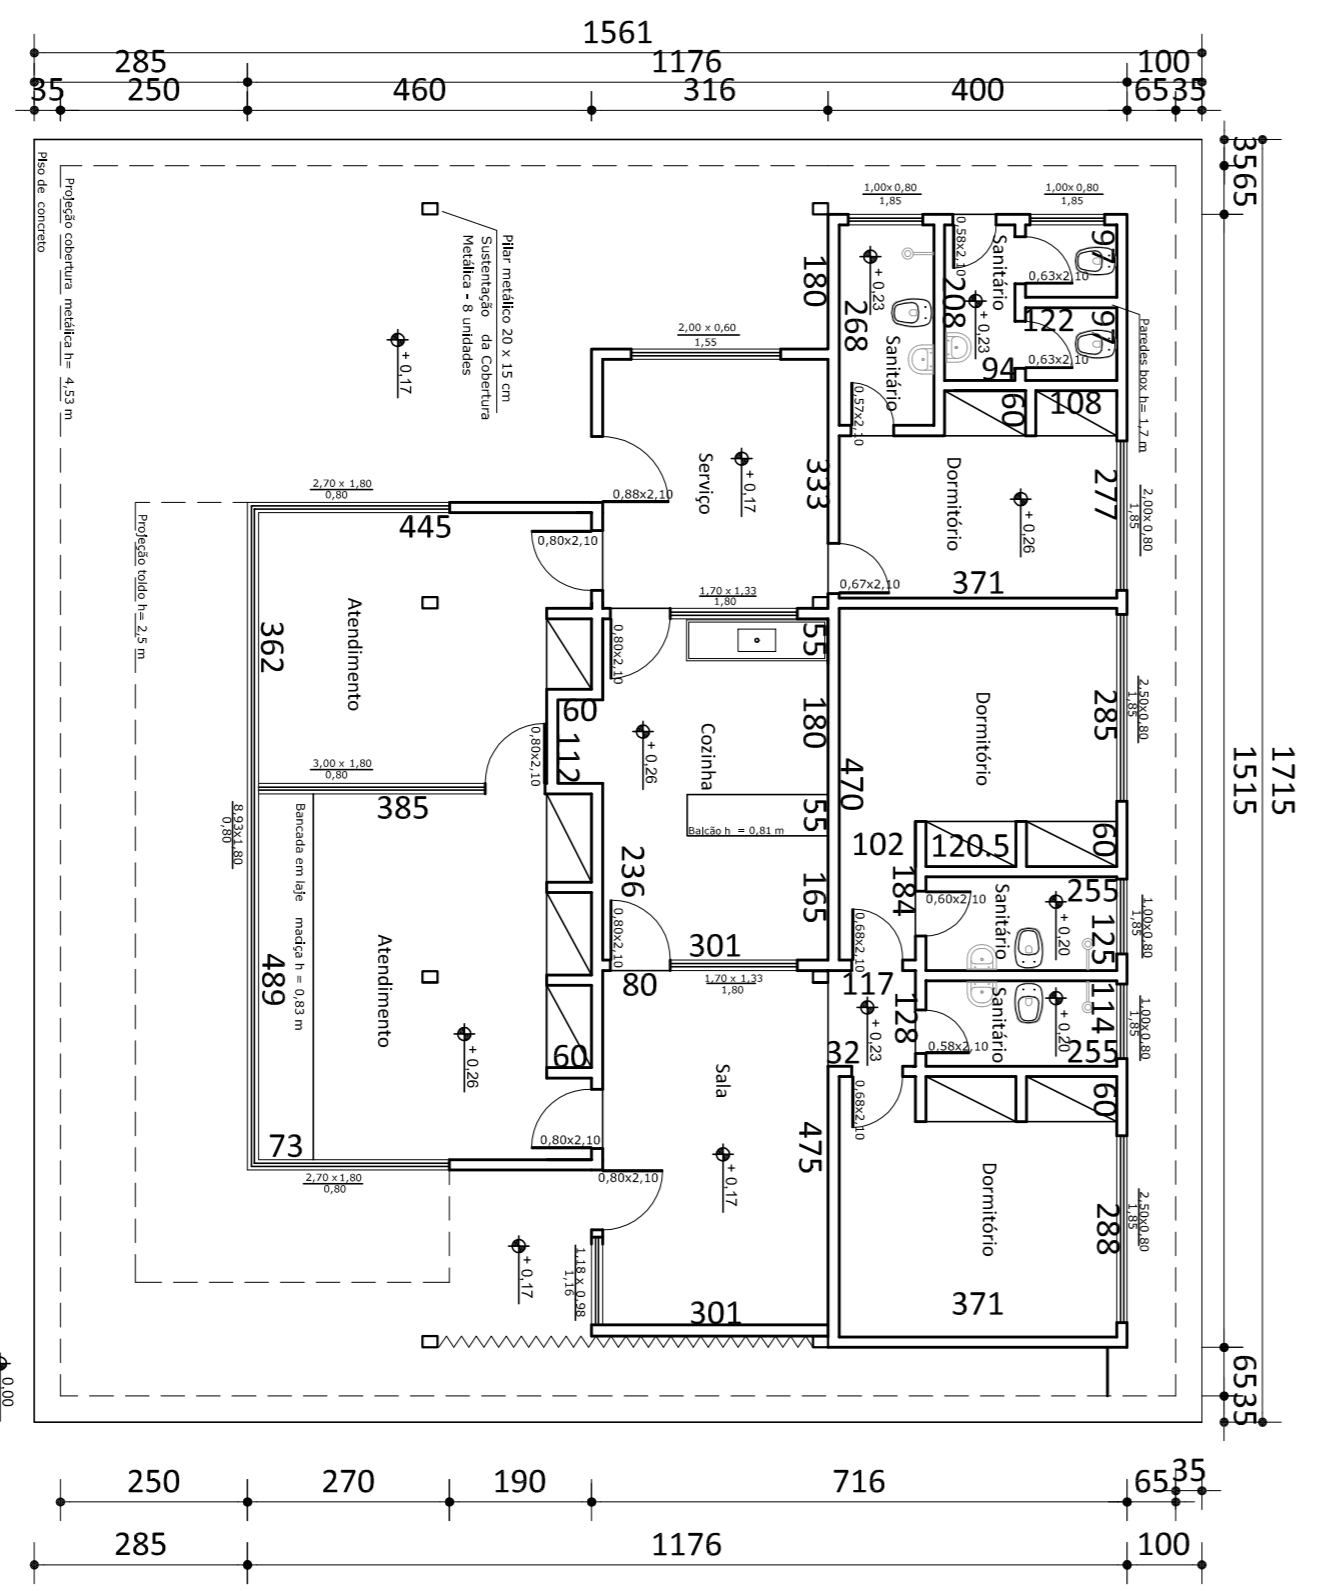 1561
285
1176
100
35
250
460
316
400
65
35
Piso de concreto
Projeção cobertura metálica h= 4,53 m
Pilar metálico 20 x 15 cm
Sustentação da Cobertura
Metálica - 8 unidades
+ 0,17
1,00x 0,80
1,85
1,00x 0,80
1,85
35
65
180
268
+ 0,23
Sanitário
0,57x2,10
0,58x2,10
Sanitário
208
+ 0,23
94
122
97
0,63x2,10
97
0,63x2,10
Paredes box h= 1,7 m
60
108
2,00 x 0,60
1,55
Serviço
+ 0,17
333
0,88x2,10
Dormitório
+ 0,26
277
2,00x 0,80
1,85
371
0,67x2,10
2,70 x 1,80
0,80
445
0,80x2,10
Projeção toldo h= 2,5 m
Atendimento
362
1,70 x 1,33
1,80
0,80x2,10
55
60
112
0,80x2,10
+ 0,26
Cozinha
180
55
Balcão h = 0,81 m
236
165
0,80x2,10
301
80
1,70 x 1,33
1,80
Dormitório
285
2,50x0,80
1,85
470
102
120.5
60
184
0,60x2,10
Sanitário
+ 0,20
255
125
1,00x0,80
1,85
0,68x2,10
117
128
+ 0,23
32
0,68x2,10
0,58x2,10
Sanitário
+ 0,20
114
255
1,00x0,80
1,85
60
1515
1715
3,00 x 1,80
0,80
385
8,93x1,80
0,80
Bancada em laje madiça h = 0,83 m
Atendimento
489
+ 0,26
60
73
0,80x2,10
2,70 x 1,80
0,80
0,80x2,10
Sala
+ 0,17
475
301
+ 0,17
1,18 x 0,98
1,16
Dormitório
288
2,50x0,80
1,85
371
65
35
0,00
250
270
190
716
65
35
285
1176
100